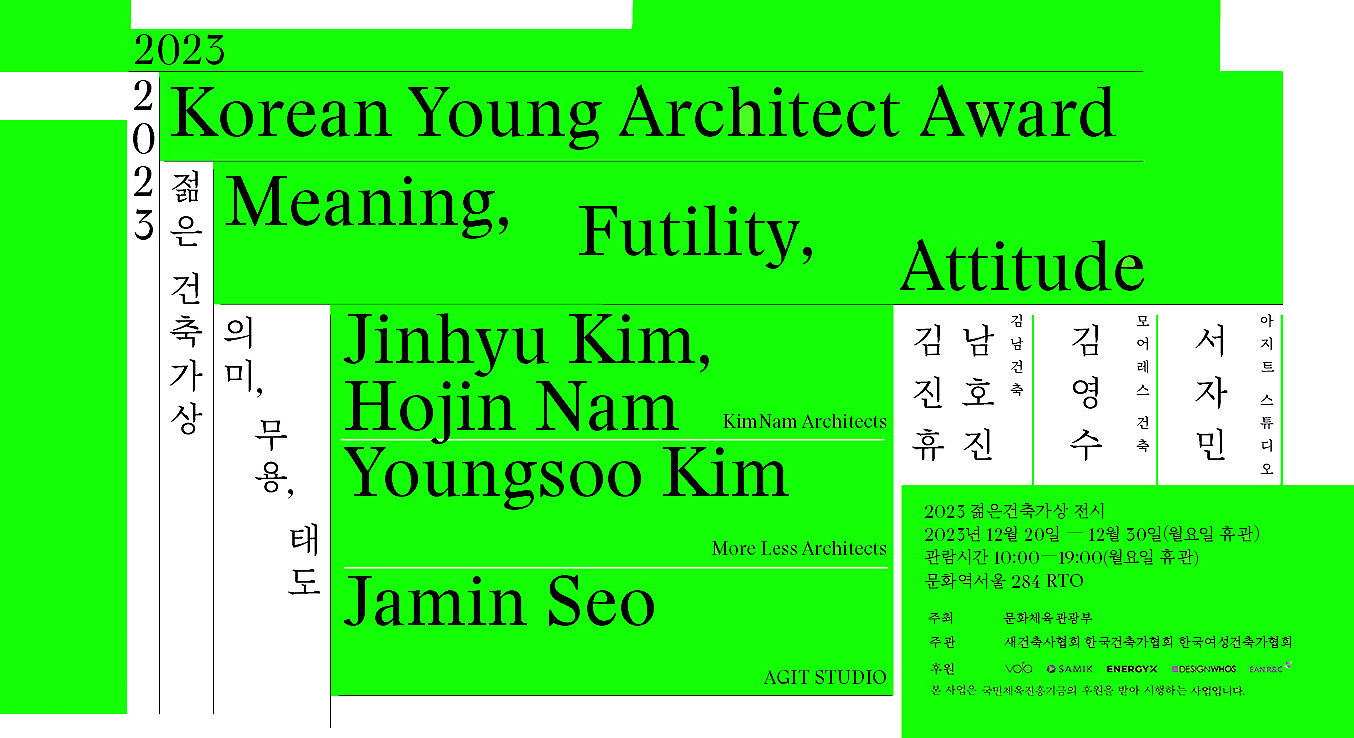 2023
2023
Korean Young Architect Award
젊은건축가상
Meaning,
Futility,
Attitude
의미,
무용,
태도
Jinhyu Kim,
Hojin Nam
KimNam Architects
Youngsoo Kim
More Less Architects
Jamin Seo
AGIT STUDIO
김진휴
남호진
김남건축
김영수
모어레스 건축
서자민
아지트 스튜디오
2023 젊은건축가상 전시
2023년 12월 20일 — 12월 30일(월요일 휴관)
관람시간 10:00—19:00(월요일 휴관)
문화역서울 284 RTO
주최 문화체육관광부
주관 새건축사협회 한국건축가협회 한국여성건축가협회
후원 SAMIK ENERGYX DESIGNWHOS EAN R&C
본 사업은 국민체육진흥기금의 후원을 받아 시행하는 사업입니다.